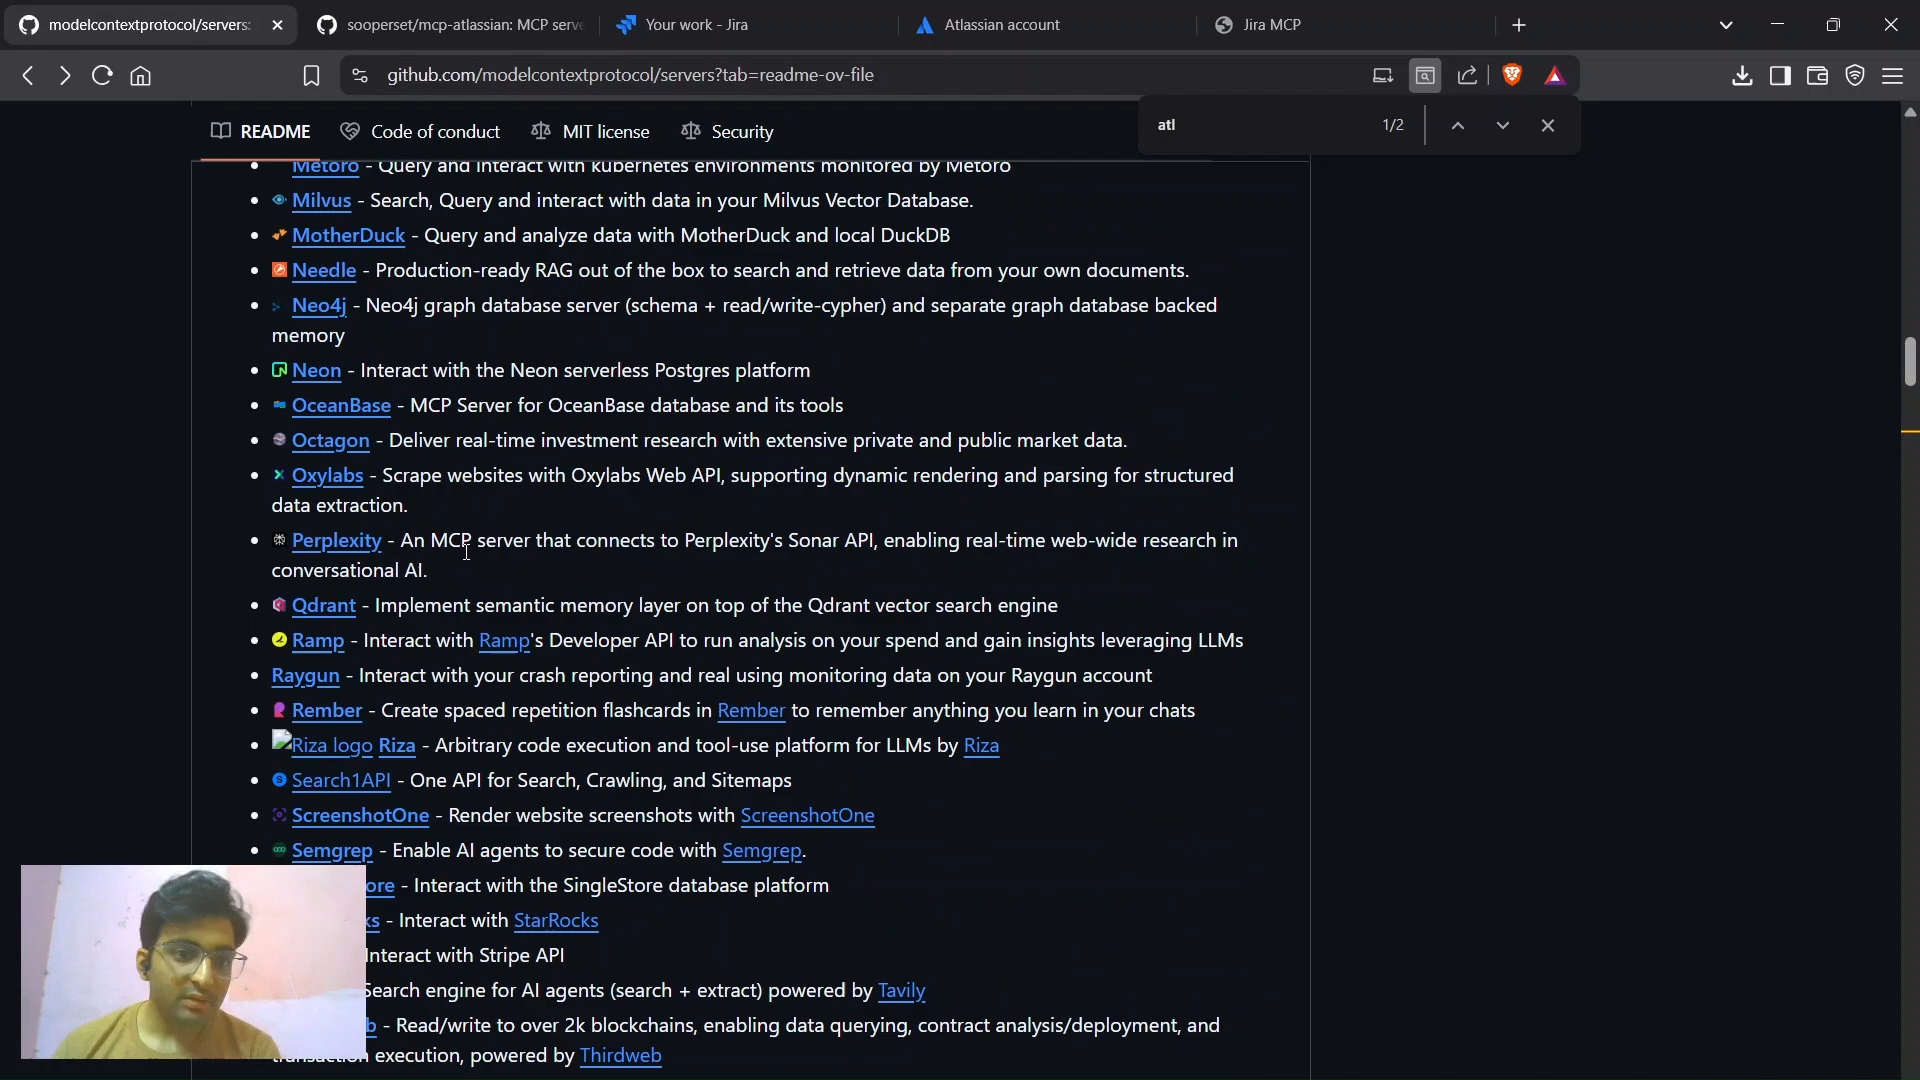 modelcontextprotocol/servers:
sooperset/mcp-atlassian: MCP serve
Your work - Jira
Atlassian account
Jira MCP
github.com/modelcontextprotocol/servers?tab=readme-ov-file
atl
1/2
README
Code of conduct
MIT license
Security
Metoro - Query and interact with kubernetes environments monitored by Metoro
Milvus - Search, Query and interact with data in your Milvus Vector Database.
MotherDuck - Query and analyze data with MotherDuck and local DuckDB
Needle - Production-ready RAG out of the box to search and retrieve data from your own documents.
Neo4j - Neo4j graph database server (schema + read/write-cypher) and separate graph database backed
memory
Neon - Interact with the Neon serverless Postgres platform
OceanBase - MCP Server for OceanBase database and its tools
Octagon - Deliver real-time investment research with extensive private and public market data.
Oxylabs - Scrape websites with Oxylabs Web API, supporting dynamic rendering and parsing for structured
data extraction.
Perplexity - An MCP server that connects to Perplexity's Sonar API, enabling real-time web-wide research in
conversational AI.
Qdrant - Implement semantic memory layer on top of the Qdrant vector search engine
Ramp - Interact with Ramp's Developer API to run analysis on your spend and gain insights leveraging LLMs
Raygun - Interact with your crash reporting and real using monitoring data on your Raygun account
Rember - Create spaced repetition flashcards in Rember to remember anything you learn in your chats
Riza logo Riza - Arbitrary code execution and tool-use platform for LLMs by Riza
Search1API - One API for Search, Crawling, and Sitemaps
ScreenshotOne - Render website screenshots with ScreenshotOne
Semgrep - Enable AI agents to secure code with Semgrep.
ore - Interact with the SingleStore database platform
ks - Interact with StarRocks
Interact with Stripe API
Search engine for AI agents (search + extract) powered by Tavily
b - Read/write to over 2k blockchains, enabling data querying, contract analysis/deployment, and
transaction execution, powered by Thirdweb